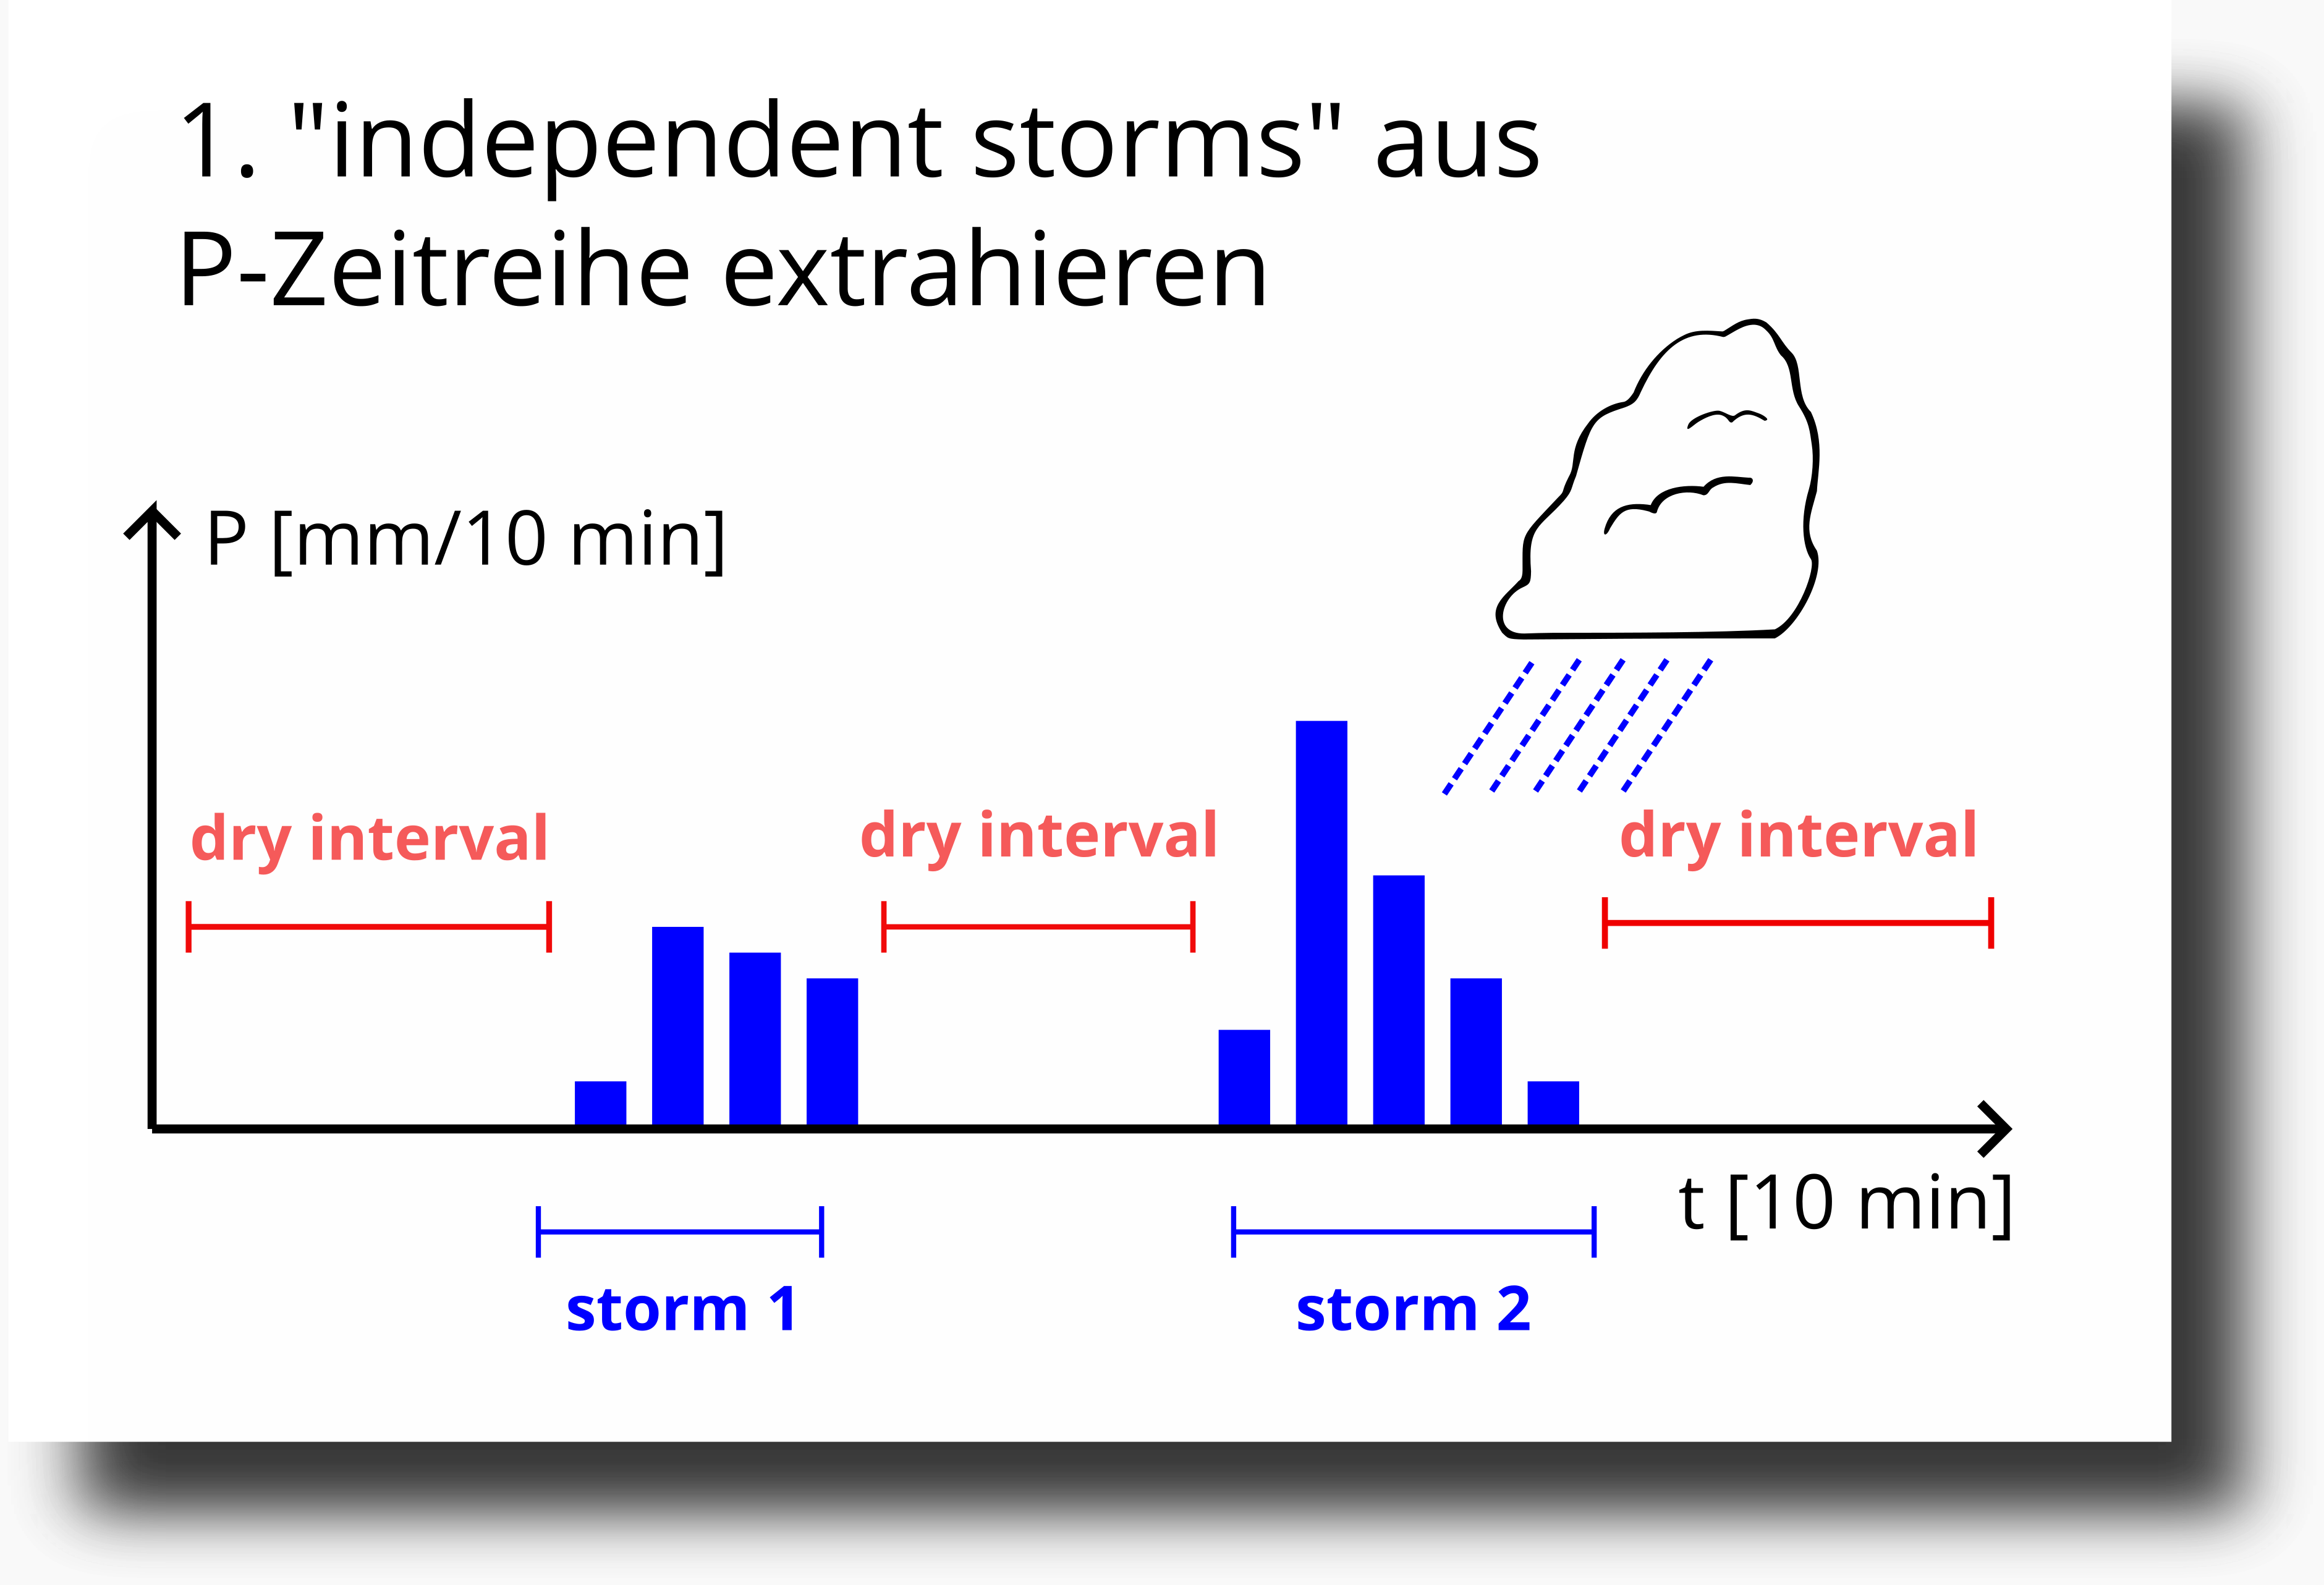 1. "independent storms" aus
P-Zeitreihe extrahieren
P [mm/10 min]
dry interval
dry interval
dry interval
t [10 min]
storm 1
storm 2